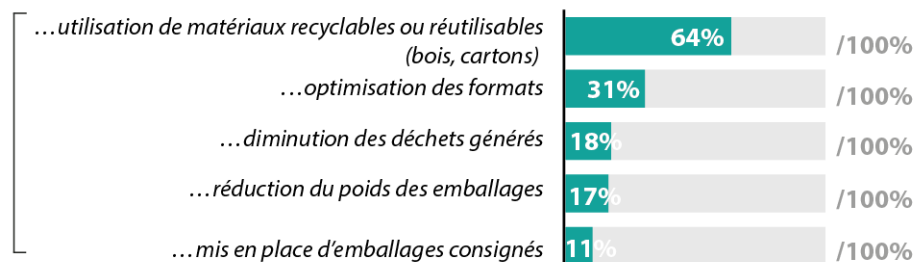 …utilisation de matériaux recyclables ou réutilisables
(bois, cartons)
64%
/100%
…optimisation des formats
31%
/100%
…diminution des déchets générés
18%
/100%
…réduction du poids des emballages
17%
/100%
…mis en place d’emballages consignés
11%
/100%